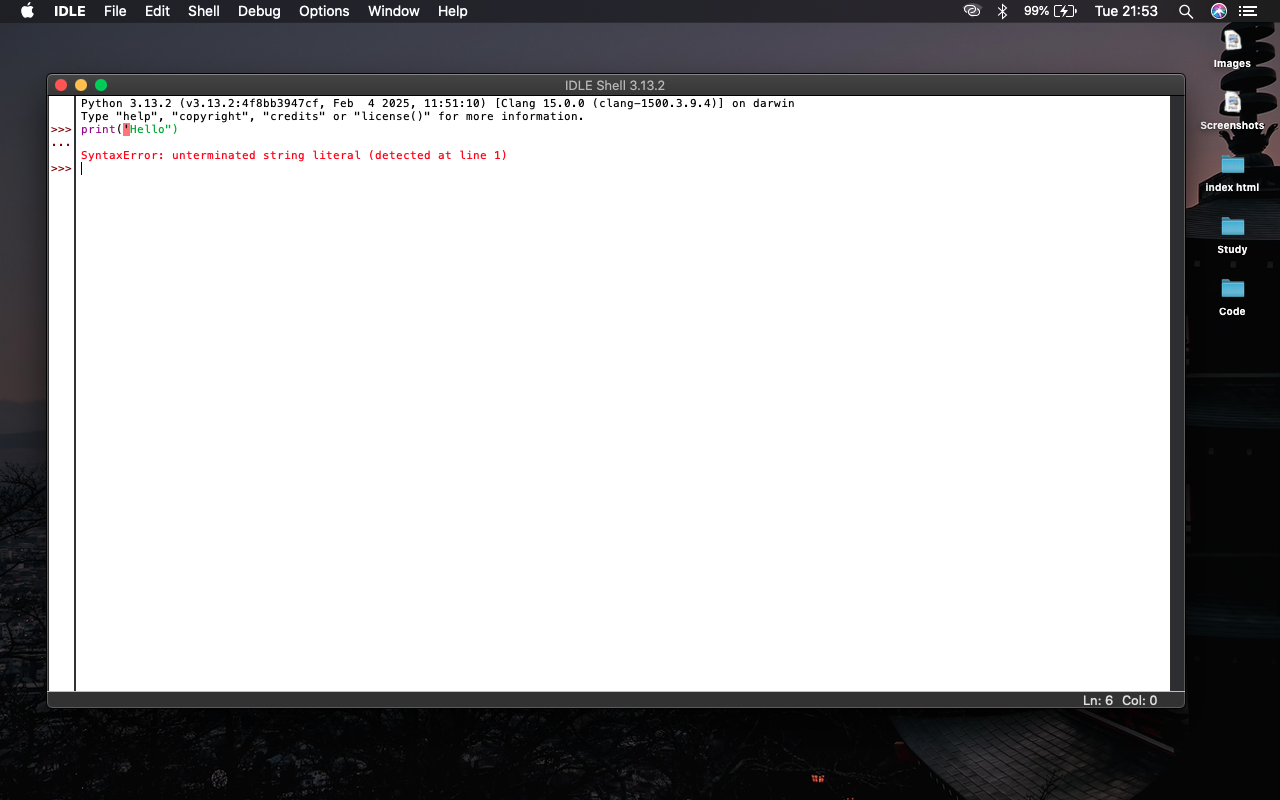 IDLE File Edit Shell Debug Options Window Help 99% Tue 21:53
IDLE Shell 3.13.2
Python 3.13.2 (v3.13.2:4f8bb3947cf, Feb  4 2025, 11:51:10) [Clang 15.0.0 (clang-1500.3.9.4)] on darwin
Type "help", "copyright", "credits" or "license()" for more information.
>>> print('Hello")
...
SyntaxError: unterminated string literal (detected at line 1)
>>>
Ln: 6 Col: 0
Images
Screenshots
index html
Study
Code